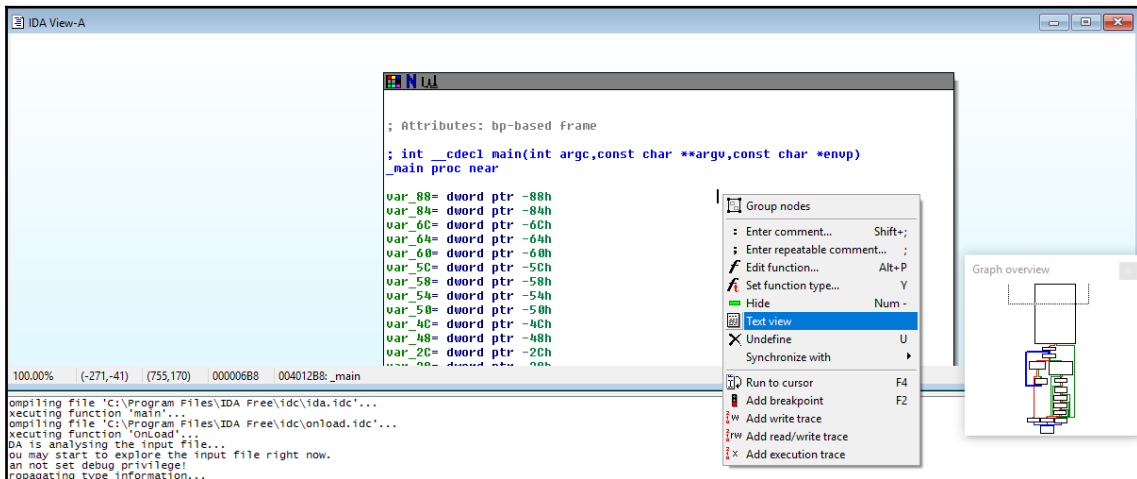 IDA View-A
; Attributes: bp-based frame
; int __cdecl main(int argc,const char **argv,const char *envp)
_main proc near
var_88= dword ptr -88h
var_84= dword ptr -84h
var_6C= dword ptr -6Ch
var_64= dword ptr -64h
var_60= dword ptr -60h
var_5C= dword ptr -5Ch
var_58= dword ptr -58h
var_54= dword ptr -54h
var_50= dword ptr -50h
var_4C= dword ptr -4Ch
var_48= dword ptr -48h
var_2C= dword ptr -2Ch
Group nodes
Enter comment... Shift+;
Enter repeatable comment... ;
Edit function... Alt+P
Set function type... Y
Hide Num -
Text view
Undefine U
Synchronize with
Run to cursor F4
Add breakpoint F2
Add write trace
Add read/write trace
Add execution trace
Graph overview
100.00% (-271,-41) (755,170) 000006B8 004012B8: _main
ompiling file 'C:\Program Files\IDA Free\idc\ida.idc'...
xecuting function 'main'...
ompiling file 'C:\Program Files\IDA Free\idc\onload.idc'...
xecuting function 'OnLoad'...
DA is analysing the input file...
ou may start to explore the input file right now.
an not set debug privilege!
ropagating type information...